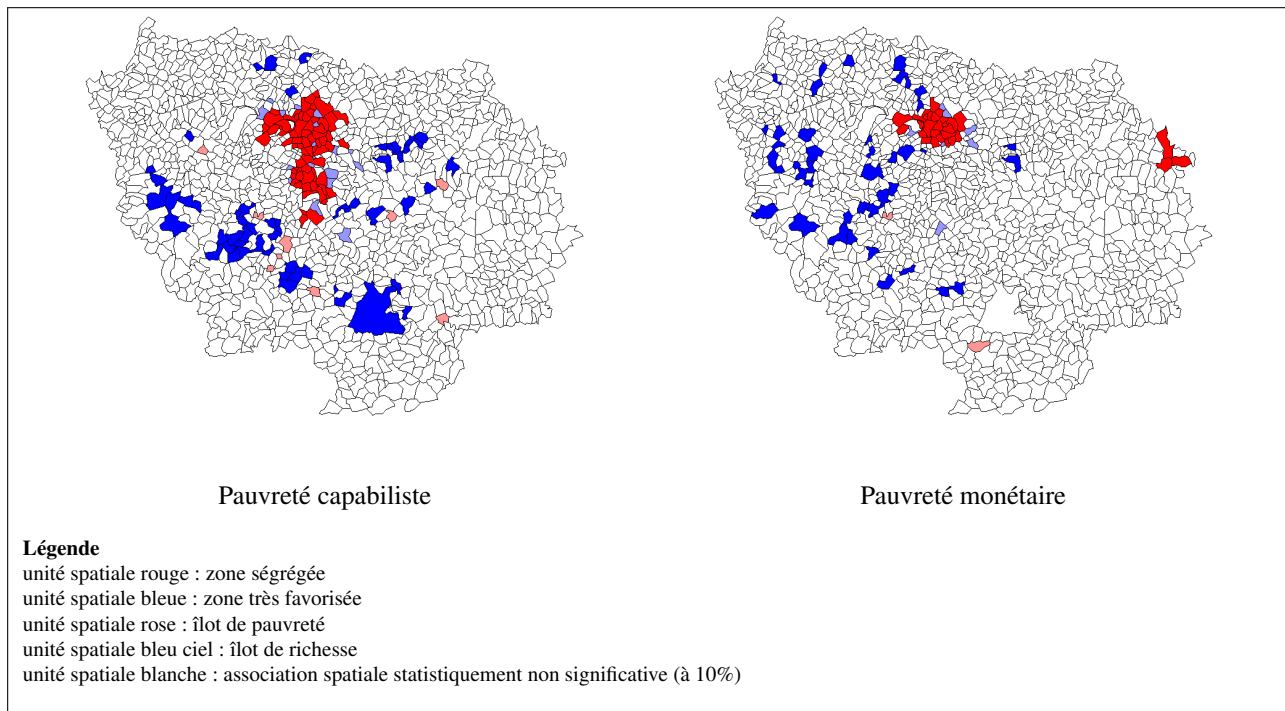 Pauvreté capabiliste
Pauvreté monétaire
Légende
unité spatiale rouge : zone ségrégée
unité spatiale bleue : zone très favorisée
unité spatiale rose : îlot de pauvreté
unité spatiale bleu ciel : îlot de richesse
unité spatiale blanche : association spatiale statistiquement non significative (à 10%)